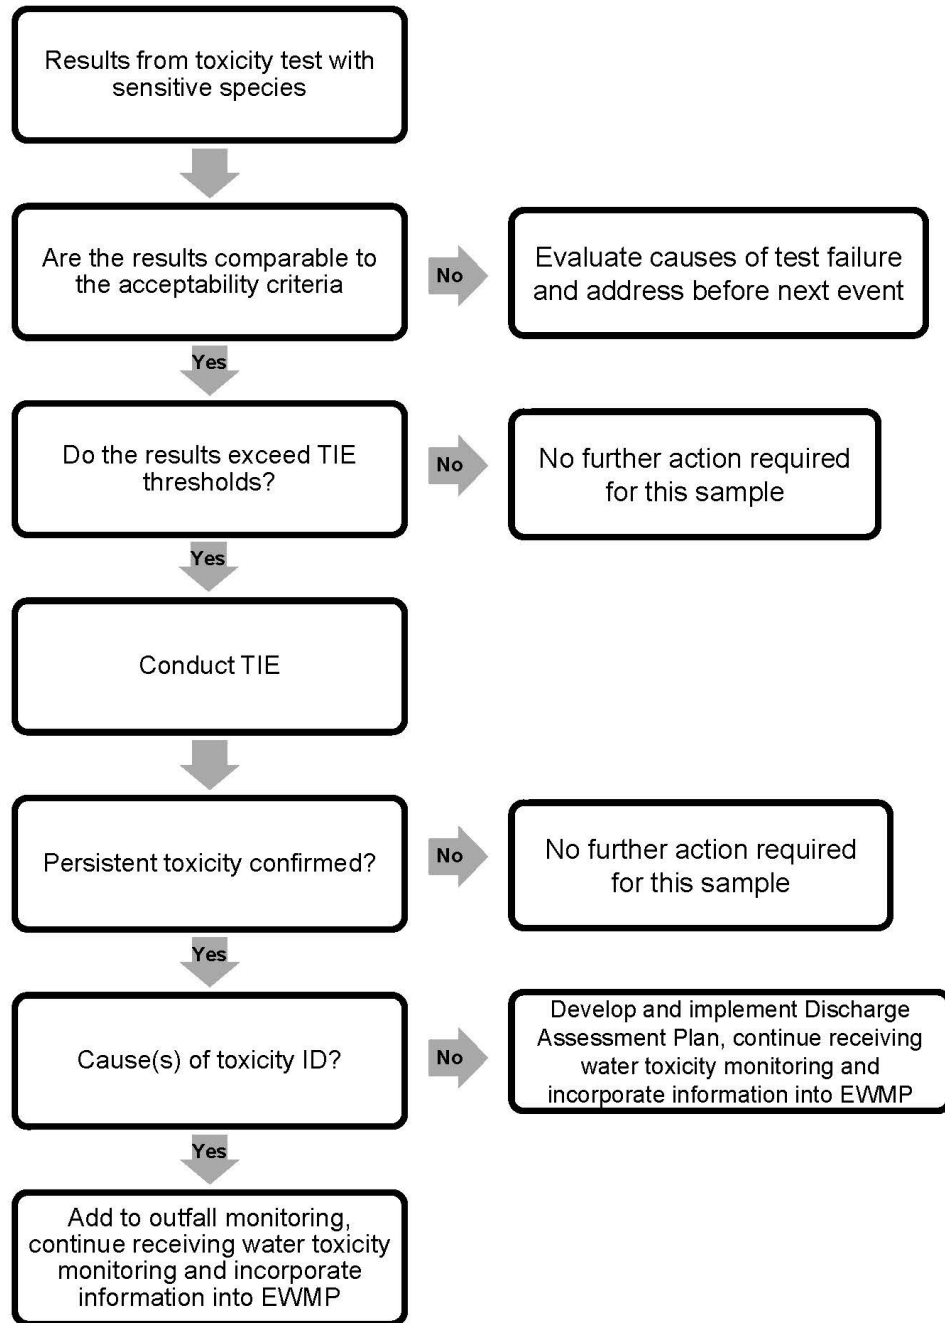 Results from toxicity test with
sensitive species
Are the results comparable to
the acceptability criteria
No
Evaluate causes of test failure
and address before next event
Yes
Do the results exceed TIE
thresholds?
No
No further action required
for this sample
Yes
Conduct TIE
Persistent toxicity confirmed?
No
No further action required
for this sample
Yes
Cause(s) of toxicity ID?
No
Develop and implement Discharge
Assessment Plan, continue receiving
water toxicity monitoring and
incorporate information into EWMP
Yes
Add to outfall monitoring,
continue receiving water toxicity
monitoring and incorporate
information into EWMP